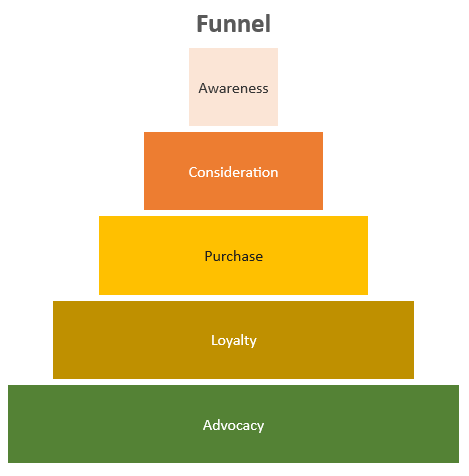 Funnel
Awareness
Consideration
Purchase
Loyalty
Advocacy